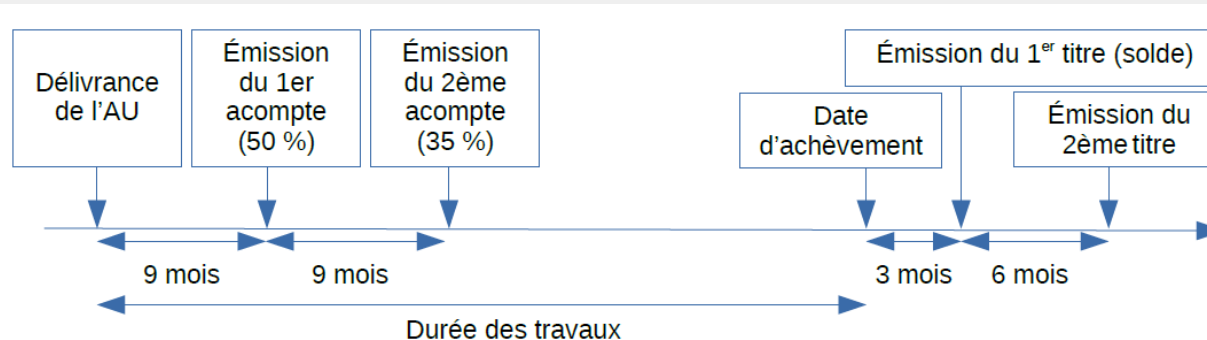 Délivrance
de l'AU
Émission
du 1er
acompte
(50 %)
Émission
du 2ème
acompte
(35 %)
Date
d'achèvement
Émission du 1er titre (solde)
Émission du
2ème titre
9 mois
9 mois
3 mois
6 mois
Durée des travaux